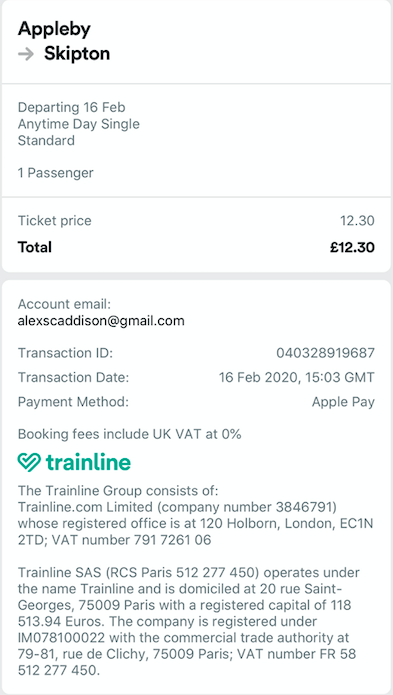 Appleby
→ Skipton
Departing 16 Feb
Anytime Day Single
Standard
1 Passenger
Ticket price 12.30
Total £12.30
Account email:
alexscaddison@gmail.com
Transaction ID: 040328919687
Transaction Date: 16 Feb 2020, 15:03 GMT
Payment Method: Apple Pay
Booking fees include UK VAT at 0%
trainline
The Trainline Group consists of:
Trainline.com Limited (company number 3846791)
whose registered office is at 120 Holborn, London, EC1N
2TD; VAT number 791 7261 06
Trainline SAS (RCS Paris 512 277 450) operates under
the name Trainline and is domiciled at 20 rue Saint-
Georges, 75009 Paris with a registered capital of 118
513.94 Euros. The company is registered under
IM078100022 with the commercial trade authority at
79-81, rue de Clichy, 75009 Paris; VAT number FR 58
512 277 450.